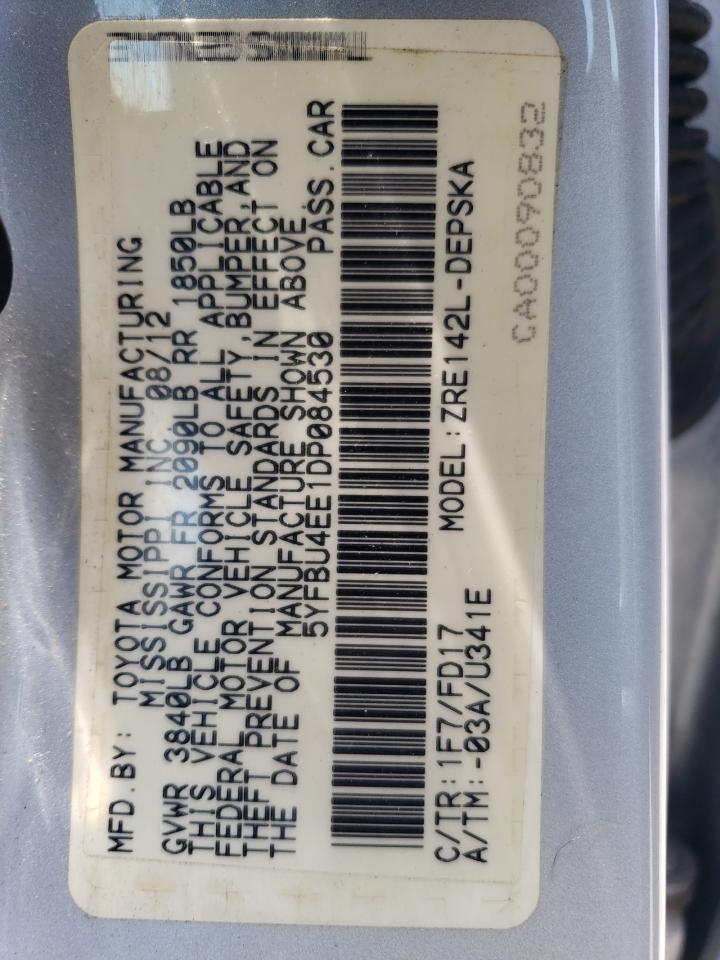 MFD.BY: TOYOTA MOTOR MANUFACTURING
MISSISSIPPI INC 08/12
GVWR 3840LB GAWR FR 2090LB RR 1850LB
THIS VEHICLE CONFORMS TO ALL APPLICABLE
FEDERAL MOTOR VEHICLE SAFETY, BUMPER, AND
THEFT PREVENTION STANDARDS IN EFFECT ON
THE DATE OF MANUFACTURE SHOWN ABOVE.
5YFBU4EE1DP084530 PASS.CAR
C/TR:1F7/FD17 MODEL:ZRE142L-DEPSKA
A/TM:-03A/U341E
CA00090832